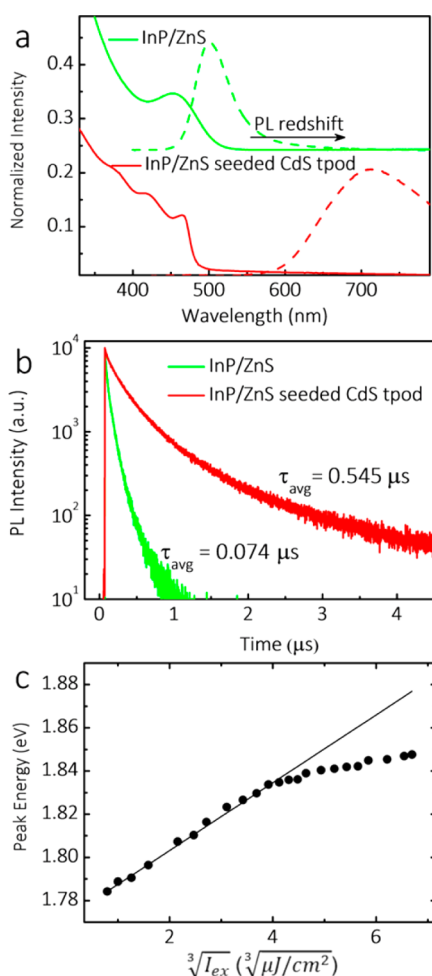 a
InP/ZnS
PL redshift
InP/ZnS seeded CdS tpod
Normalized Intensity
0.4
0.3
0.2
0.1
400 500 600 700
Wavelength (nm)
b
InP/ZnS
InP/ZnS seeded CdS tpod
τavg = 0.545 μs
τavg = 0.074 μs
PL Intensity (a.u.)
10⁴
10³
10²
10¹
0 1 2 3 4
Time (μs)
c
Peak Energy (eV)
1.88
1.86
1.84
1.82
1.80
1.78
2 4 6
∛Iex (∛μJ/cm²)